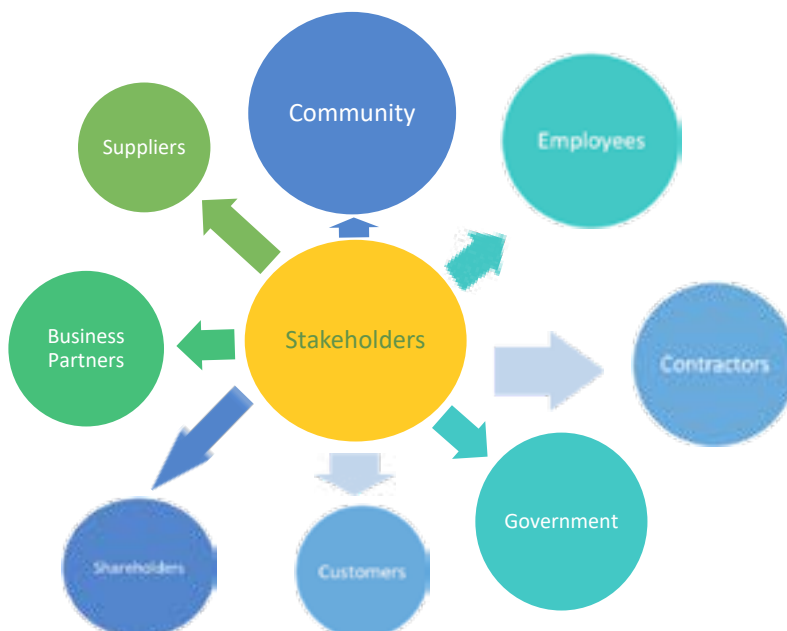 Community
Employees
Suppliers
Stakeholders
Business
Partners
Contractors
Government
Shareholders
Customers